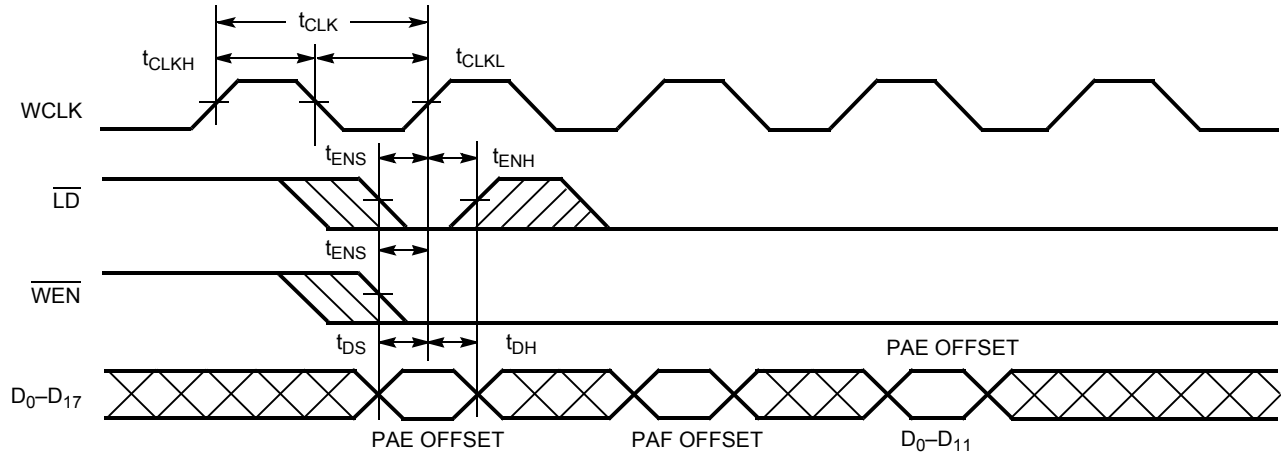 tCLK
tCLKH
tCLKL
WCLK
tENS
tENH
LD
tENS
WEN
tDS
tDH
PAE OFFSET
D0–D17
PAE OFFSET
PAF OFFSET
D0–D11